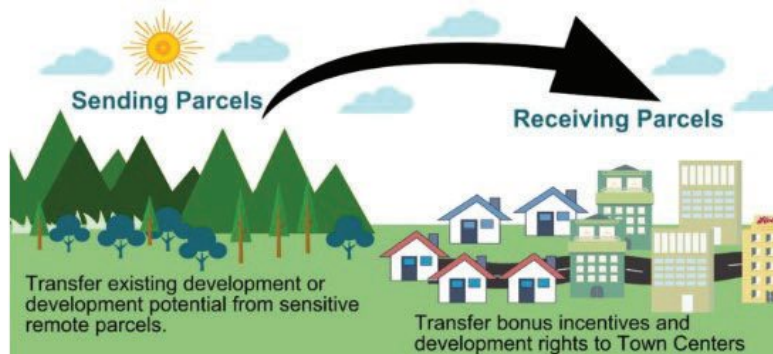 Sending Parcels
Receiving Parcels
Transfer existing development or
development potential from sensitive
remote parcels.
Transfer bonus incentives and
development rights to Town Centers